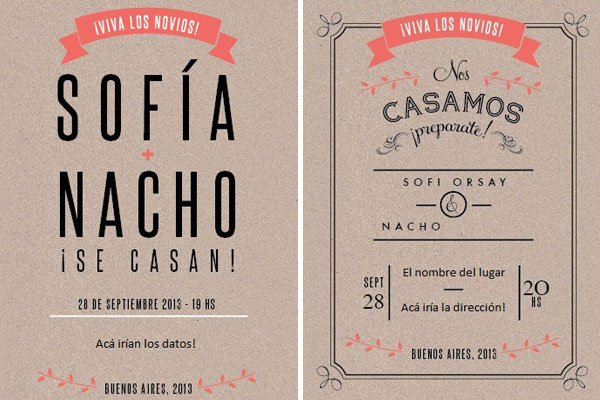 ¡VIVA LOS NOVIOS!
SOFÍA
+
NACHO
¡SE CASAN!
28 DE SEPTIEMBRE 2013 - 19 HS
Acá irían los datos!
BUENOS AIRES, 2013
¡VIVA LOS NOVIOS!
Nos
CASAMOS
¡preparate!
SOFI ORSAY
&
NACHO
SEPT
28
El nombre del lugar
Acá iría la dirección!
20
HS
BUENOS AIRES, 2013